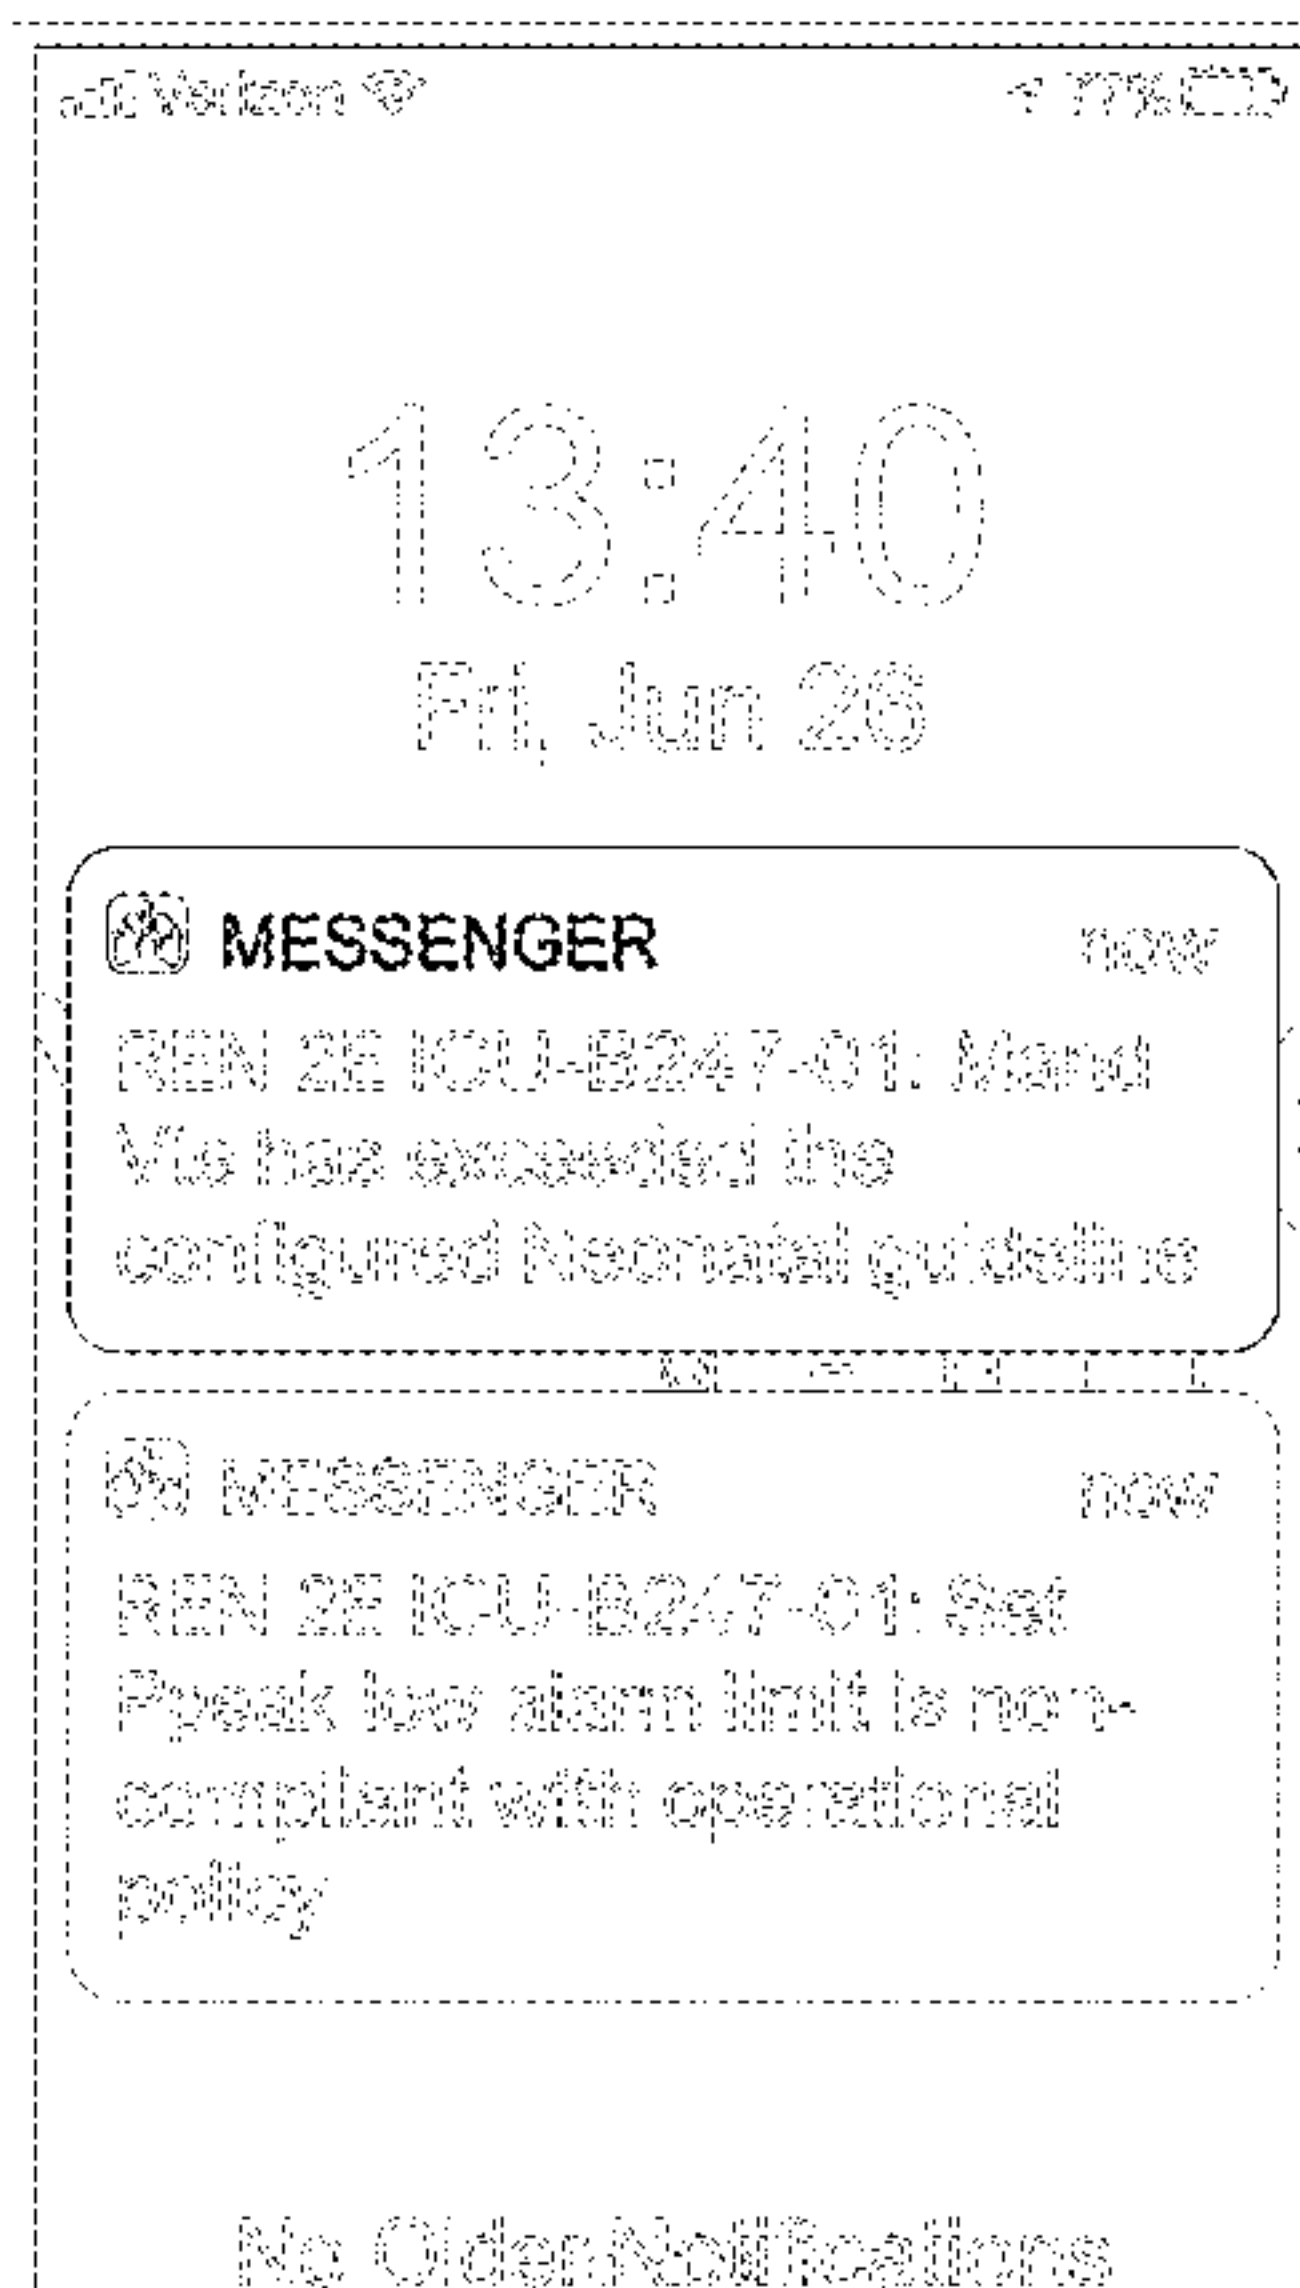 Verizon 77%
13:40
Fri, Jun 26
MESSENGER now
REN 2E ICU-B247-01: Mand
Vte has exceeded the
configured Neonatal guideline
MESSENGER now
REN 2E ICU-B247-01: Set
Ppeak low alarm limit is non-
compliant with operational
policy
No Older Notifications